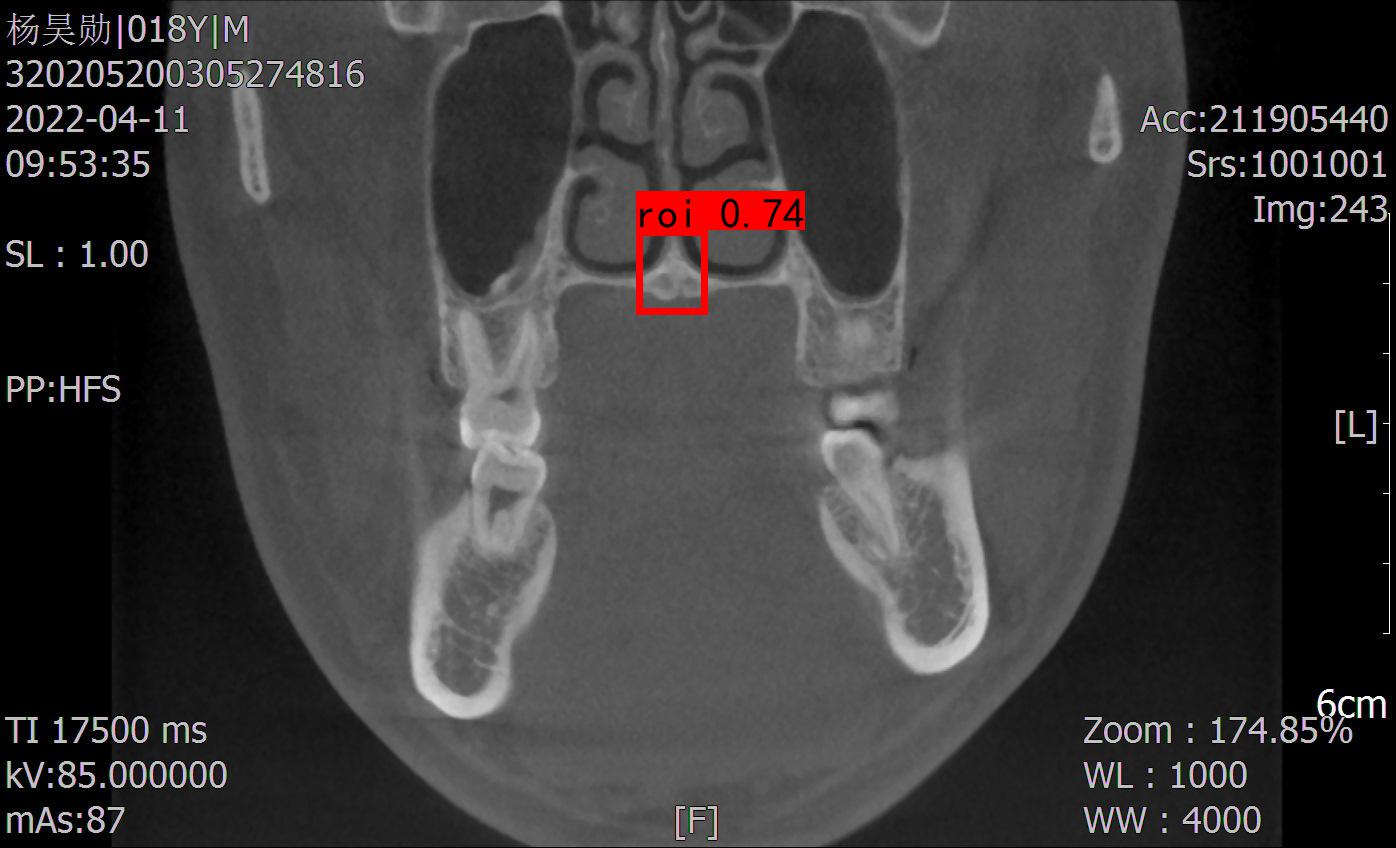 杨昊勋|018Y|M
320205200305274816
2022-04-11
09:53:35
SL : 1.00
PP:HFS
TI 17500 ms
kV:85.000000
mAs:87
roi 0.74
[F]
Acc:211905440
Srs:1001001
Img:243
[L]
6cm
Zoom : 174.85%
WL : 1000
WW : 4000